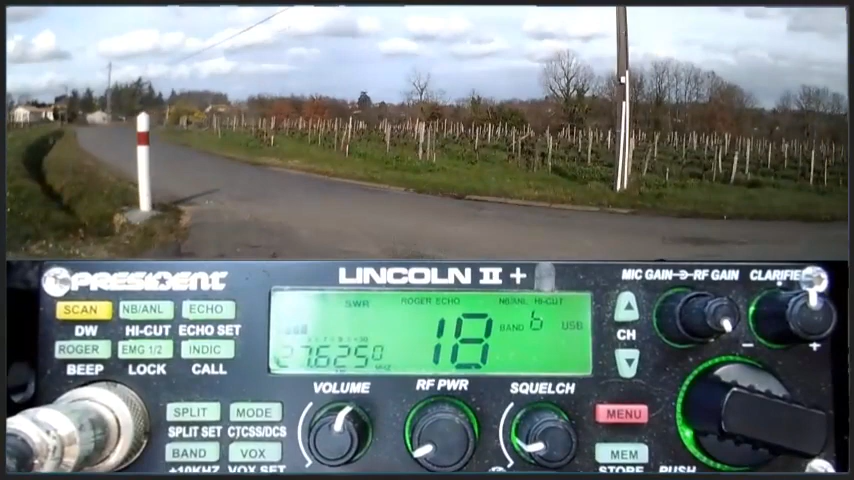 PRESIDENT
LINCOLN II +
MIC GAIN RF GAIN CLARIFIER
SCAN NB/ANL ECHO
DW HI-CUT ECHO SET
ROGER EMG 1/2 INDIC
BEEP LOCK CALL
SWR ROGER ECHO NB/ANL HI-CUT
18 BAND 6 USB
27.6250
CH
- +
VOLUME RF PWR SQUELCH
SPLIT MODE
SPLIT SET CTCSS/DCS
BAND VOX
+10KHZ VOX SET
MENU
MEM
STORE PUSH